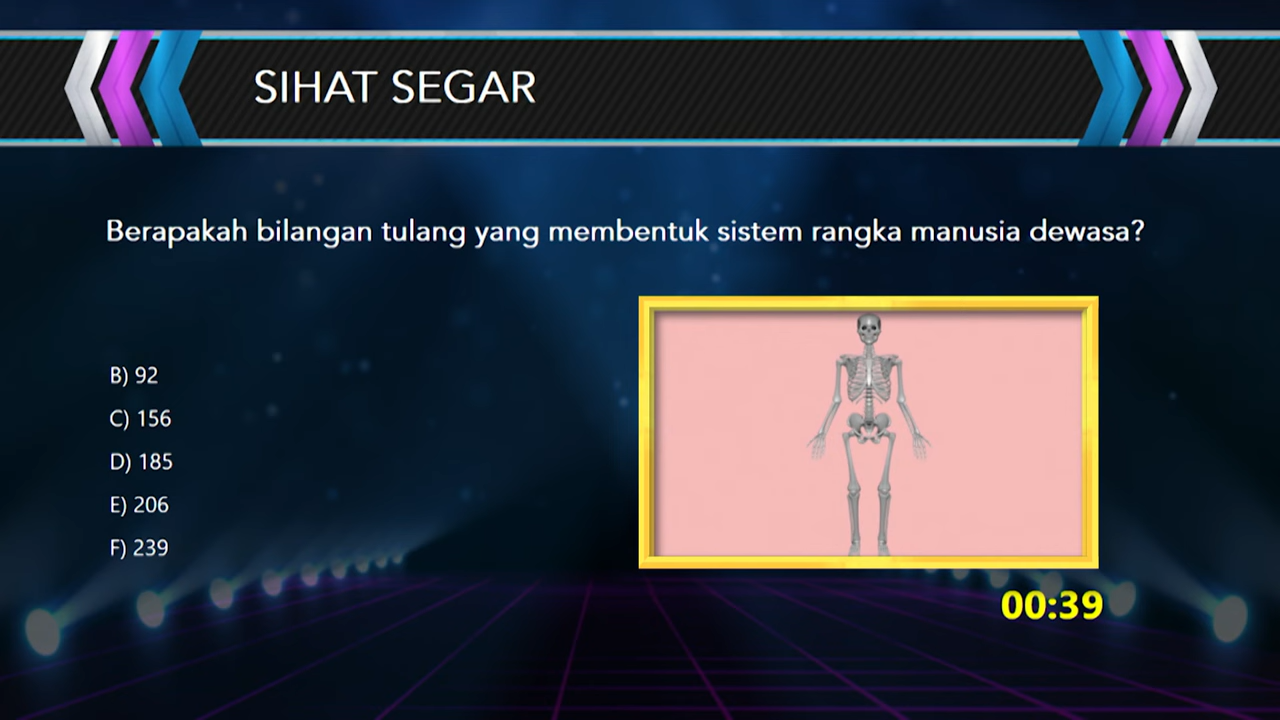 SIHAT SEGAR
Berapakah bilangan tulang yang membentuk sistem rangka manusia dewasa?
B) 92
C) 156
D) 185
E) 206
F) 239
00:39